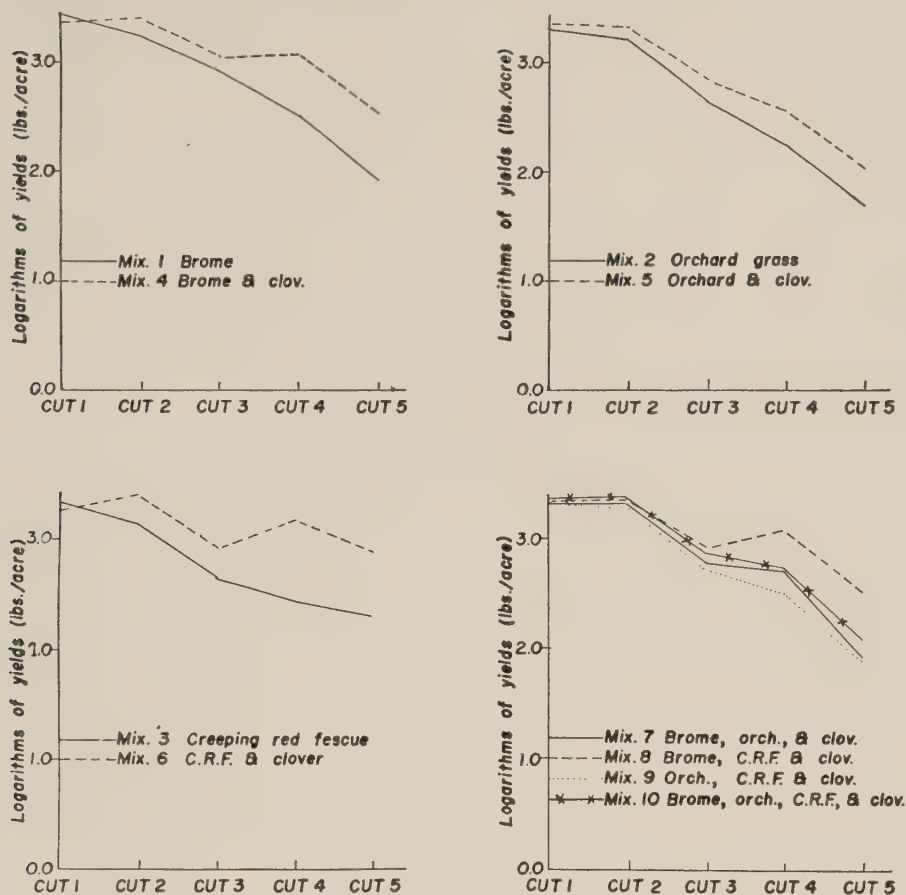 Logarithms of yields (lbs./acre)
3.0
2.0
1.0
0.0
Mix. 1 Brome
Mix. 4 Brome & clov.
CUT 1 CUT 2 CUT 3 CUT 4 CUT 5
Logarithms of yields (lbs./acre)
3.0
2.0
1.0
0.0
Mix. 2 Orchard grass
Mix. 5 Orchard & clov.
CUT 1 CUT 2 CUT 3 CUT 4 CUT 5
Logarithms of yields (lbs./acre)
3.0
1.0
1.0
0.0
Mix. 3 Creeping red fescue
Mix. 6 C.R.F. & clover
CUT 1 CUT 2 CUT 3 CUT 4 CUT 5
Logarithms of yields (lbs./acre)
3.0
2.0
1.0
0.0
Mix. 7 Brome, orch., & clov.
Mix. 8 Brome, C.R.F. & clov.
Mix. 9 Orch., C.R.F. & clov.
Mix. 10 Brome, orch., C.R.F., & clov.
CUT 1 CUT 2 CUT 3 CUT 4 CUT 5